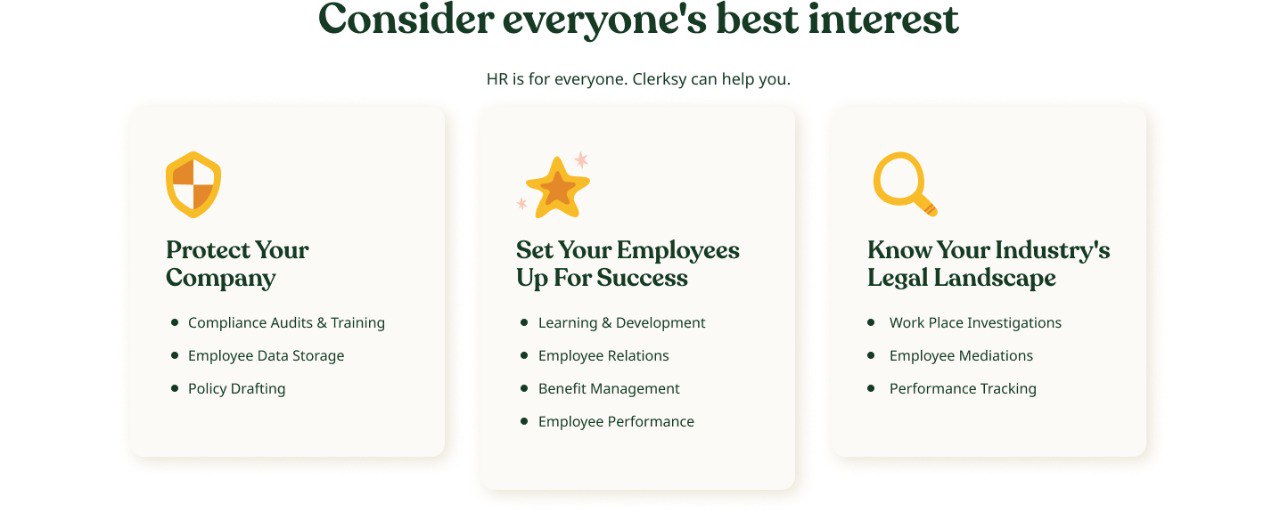 Consider everyone's best interest
HR is for everyone. Clerksy can help you.
Protect Your
Company
• Compliance Audits & Training
• Employee Data Storage
• Policy Drafting
Set Your Employees
Up For Success
• Learning & Development
• Employee Relations
• Benefit Management
• Employee Performance
Know Your Industry's
Legal Landscape
• Work Place Investigations
• Employee Mediations
• Performance Tracking